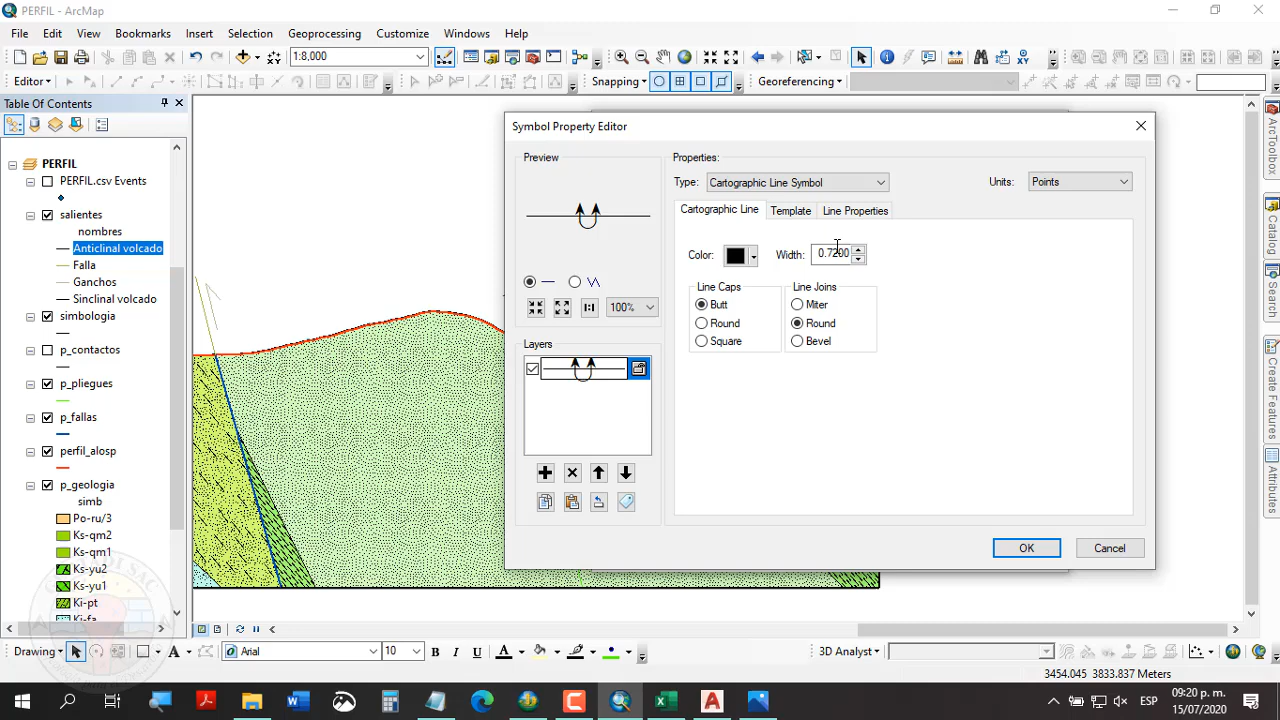 PERFIL - ArcMap
File Edit View Bookmarks Insert Selection Geoprocessing Customize Windows Help
1:8,000
Editor Snapping Georeferencing
Table Of Contents
PERFIL
PERFIL.csv Events
salientes
nombres
Anticlinal volcado
Falla
Ganchos
Sinclinal volcado
simbologia
p_contactos
p_pliegues
p_fallas
perfil_alosp
p_geologia
simb
Po-ru/3
Ks-qm2
Ks-qm1
Ks-yu2
Ks-yu1
Ki-pt
Ki-fa
Symbol Property Editor
Preview
100%
Layers
Properties:
Type: Cartographic Line Symbol Units: Points
Cartographic Line Template Line Properties
Color: Width: 0.7200
Line Caps Line Joins
Butt Miter
Round Round
Square Bevel
OK Cancel
ArcToolbox
Catalog
Search
Create Features
Attributes
Drawing Arial 10 B I U A 3D Analyst
3454.045 3833.837 Meters
ESP
09:20 p. m.
15/07/2020